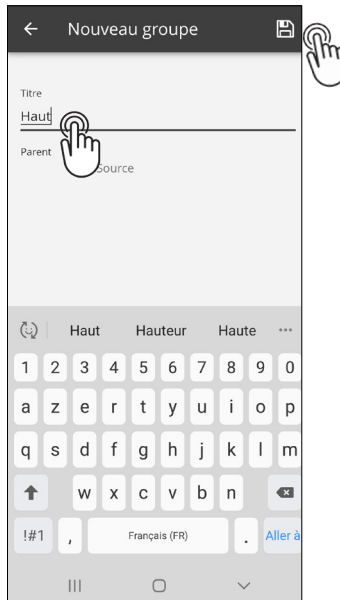 Nouveau groupe
Titre
Haut
Parent
Source
Haut Hauteur Haute ...
1 2 3 4 5 6 7 8 9 0
a z e r t y u i o p
q s d f g h j k l m
w x c v b n
!#1 , Français (FR) . Aller à